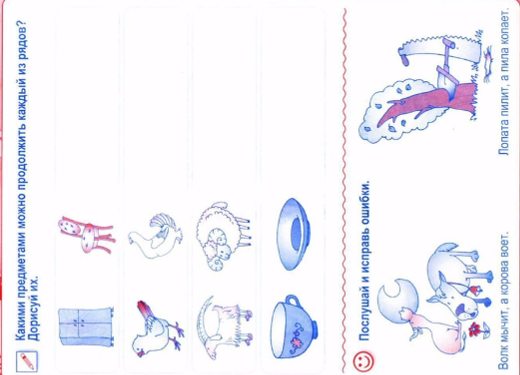 Какими предметами можно продолжить каждый из рядов?
Дорисуй их.
Послушай и исправь ошибки.
Волк мычит, а корова воет.
Лопата пилит, а пила копает.